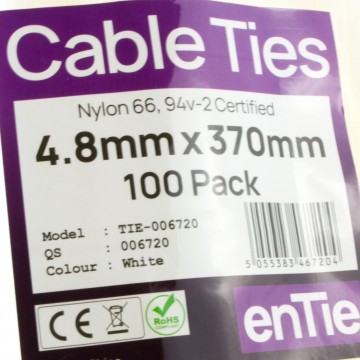 Cable Ties
Nylon 66, 94v-2 Certified
4.8mm x 370mm
100 Pack
Model : TIE-006720
QS : 006720
Colour : White
5 055383 467204
CE RoHS
enTie